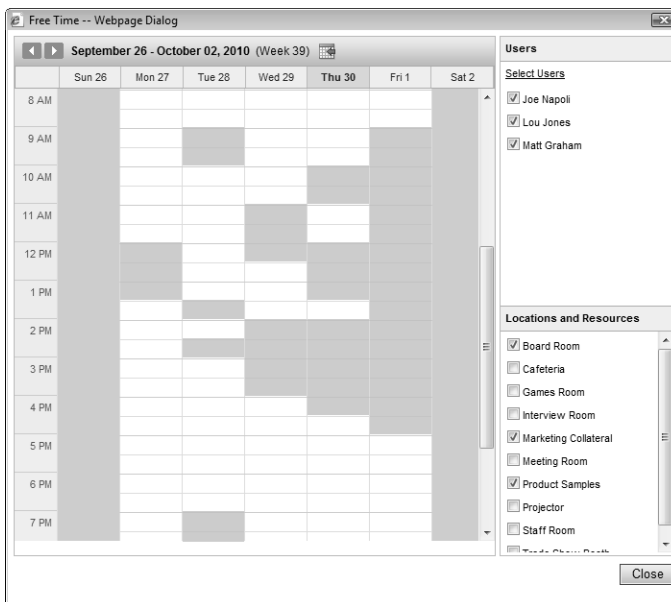 Free Time -- Webpage Dialog
September 26 - October 02, 2010 (Week 39)
Sun 26 Mon 27 Tue 28 Wed 29 Thu 30 Fri 1 Sat 2
8 AM
9 AM
10 AM
11 AM
12 PM
1 PM
2 PM
3 PM
4 PM
5 PM
6 PM
7 PM
Users
Select Users
Joe Napoli
Lou Jones
Matt Graham
Locations and Resources
Board Room
Cafeteria
Games Room
Interview Room
Marketing Collateral
Meeting Room
Product Samples
Projector
Staff Room
Trade Show Booth
Close